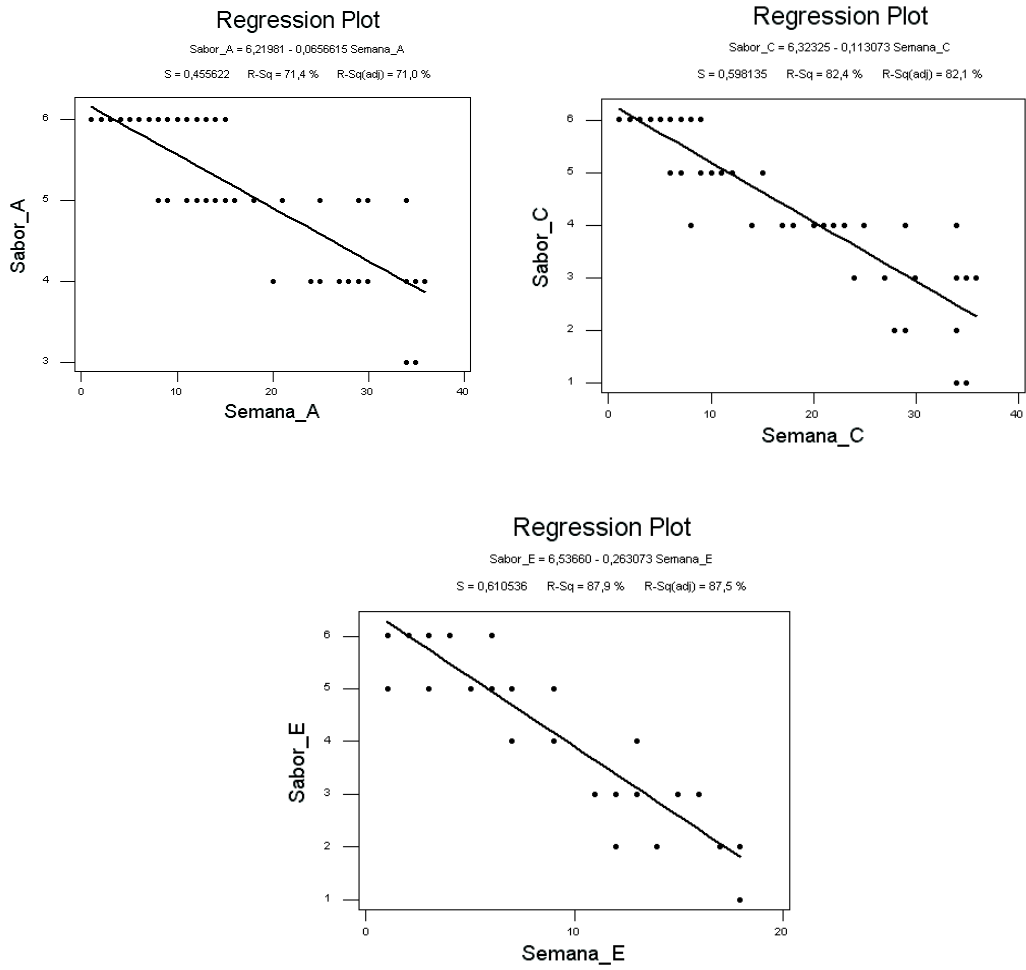 Regression Plot
Sabor_A = 6,21981 - 0,0656615 Semana_A
S = 0,455622 R-Sq = 71,4 % R-Sq(adj) = 71,0 %
6
5
4
3
Sabor_A
0 10 20 30 40
Semana_A
Regression Plot
Sabor_C = 6,32325 - 0,113073 Semana_C
S = 0,598135 R-Sq = 82,4 % R-Sq(adj) = 82,1 %
6
5
4
3
2
1
Sabor_C
0 10 20 30 40
Semana_C
Regression Plot
Sabor_E = 6,53660 - 0,263073 Semana_E
S = 0,610536 R-Sq = 87,9 % R-Sq(adj) = 87,5 %
6
5
4
3
2
1
Sabor_E
0 10 20
Semana_E